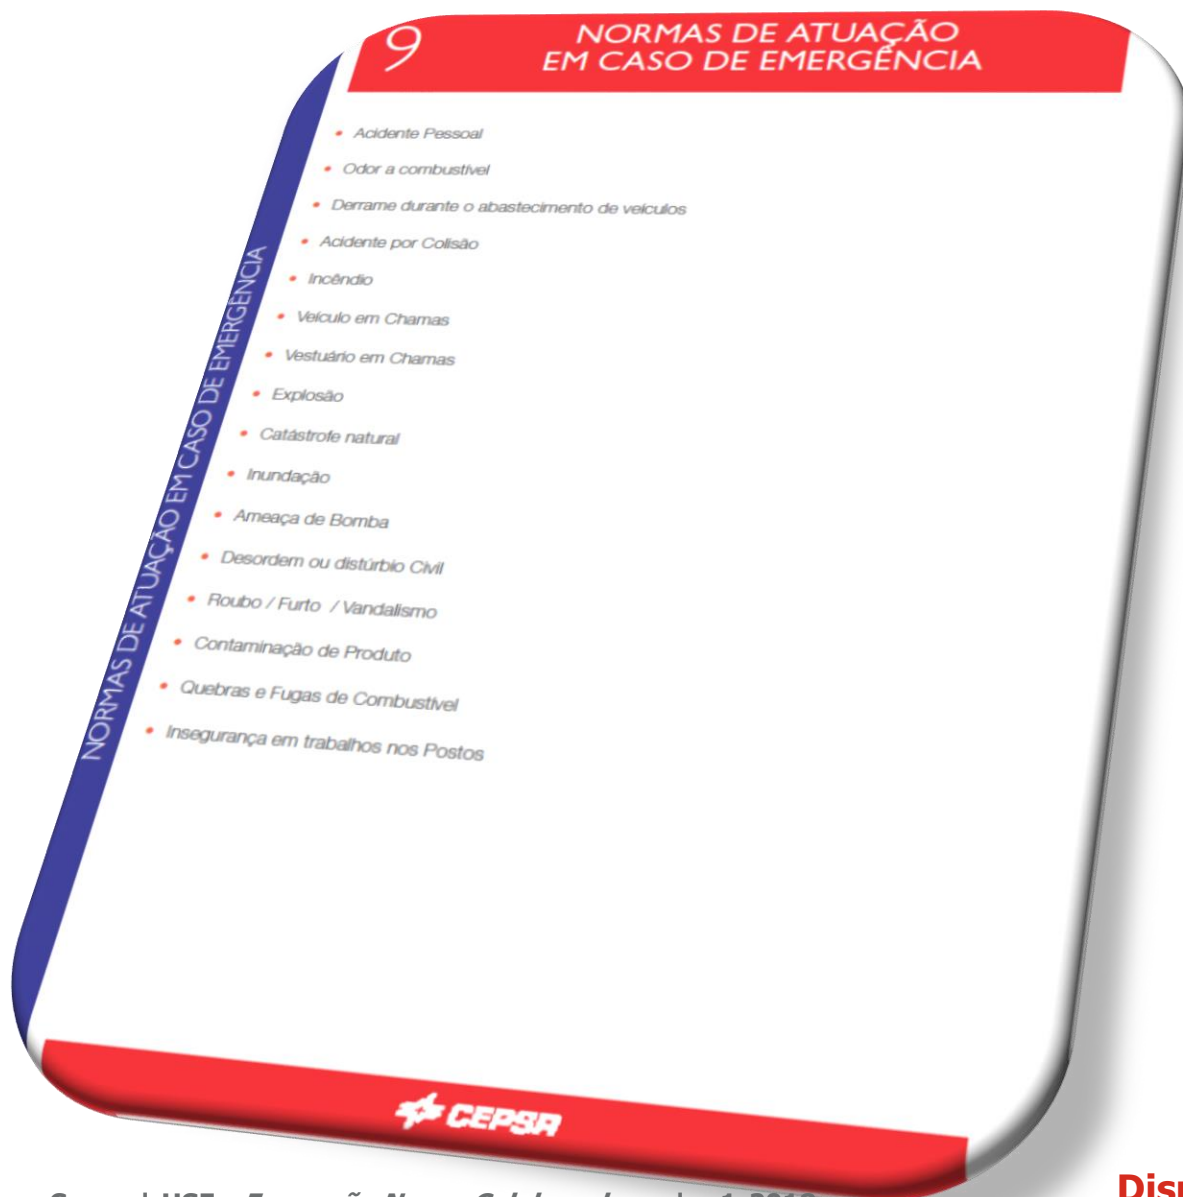 9
NORMAS DE ATUAÇÃO
EM CASO DE EMERGÊNCIA
• Acidente Pessoal
• Odor a combustível
• Derrame durante o abastecimento de veiculos
• Acidente por Colisão
• Incêndio
• Veículo em Chamas
• Vestuário em Chamas
• Explosão
• Catástrofe natural
• Inundação
• Ameaça de Bomba
• Desordem ou distúrbio Civil
• Roubo / Furto / Vandalismo
• Contaminação de Produto
• Quebras e Fugas de Combustível
• Insegurança em trabalhos nos Postos
NORMAS DE ATUAÇÃO EM CASO DE EMERGÊNCIA
CEPSA